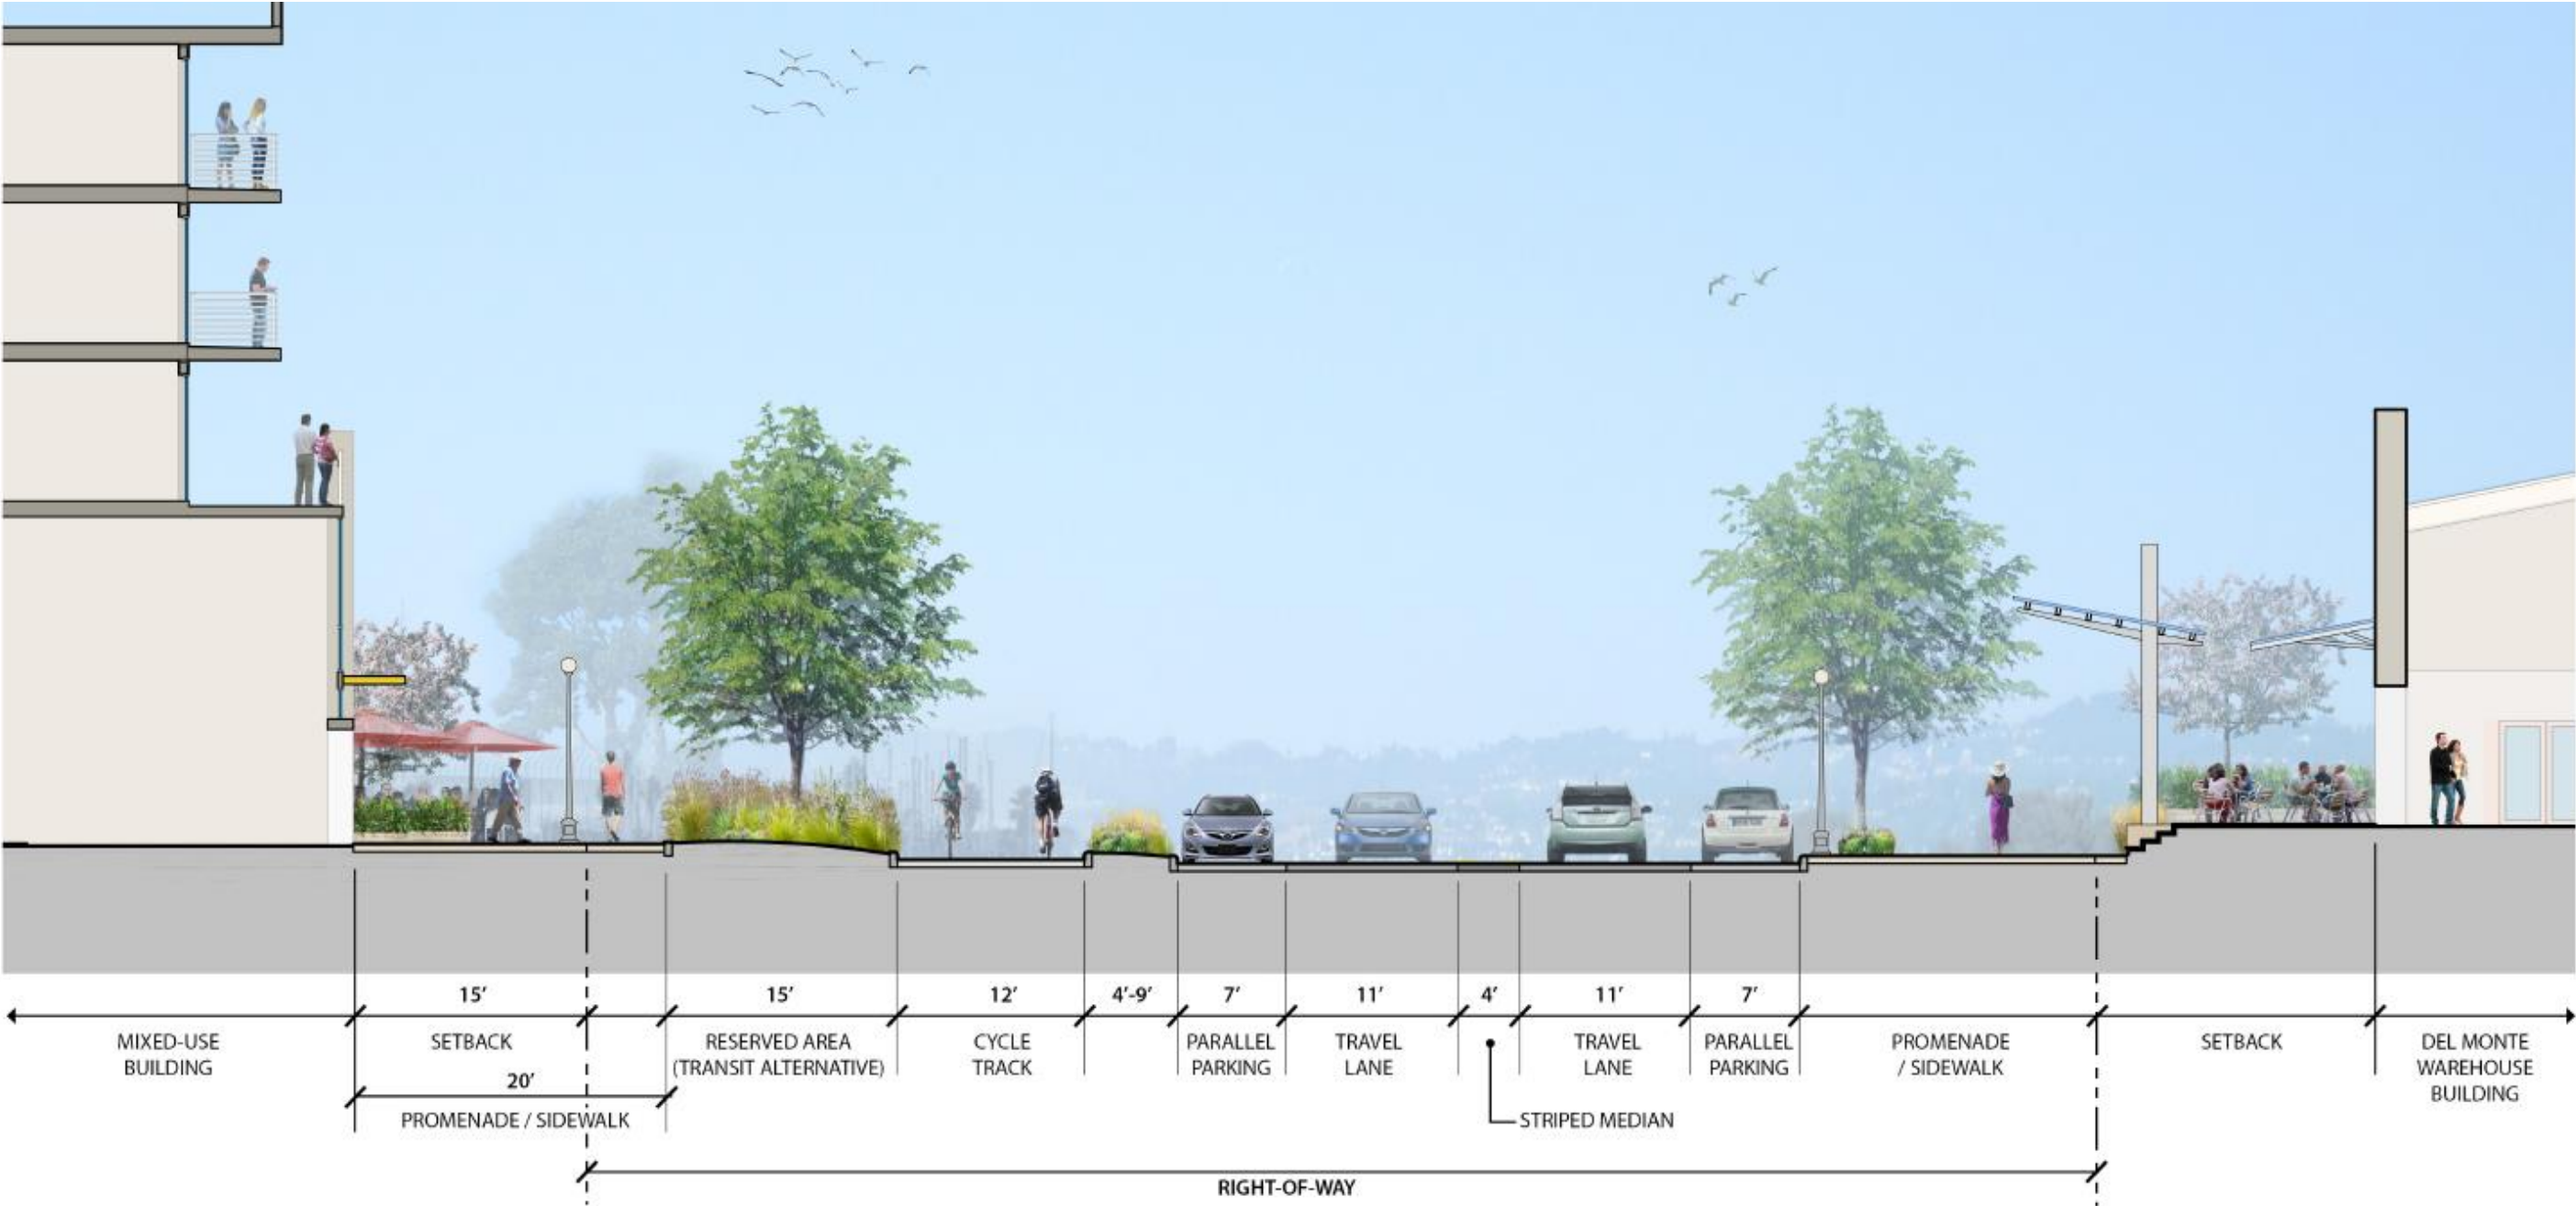 15′
15′
12′
4′-9′
7′
11′
4′
11′
7′
MIXED-USE
BUILDING
SETBACK
RESERVED AREA
(TRANSIT ALTERNATIVE)
CYCLE
TRACK
PARALLEL
PARKING
TRAVEL
LANE
TRAVEL
LANE
PARALLEL
PARKING
PROMENADE
/ SIDEWALK
SETBACK
DEL MONTE
WAREHOUSE
BUILDING
20′
PROMENADE / SIDEWALK
STRIPED MEDIAN
RIGHT-OF-WAY